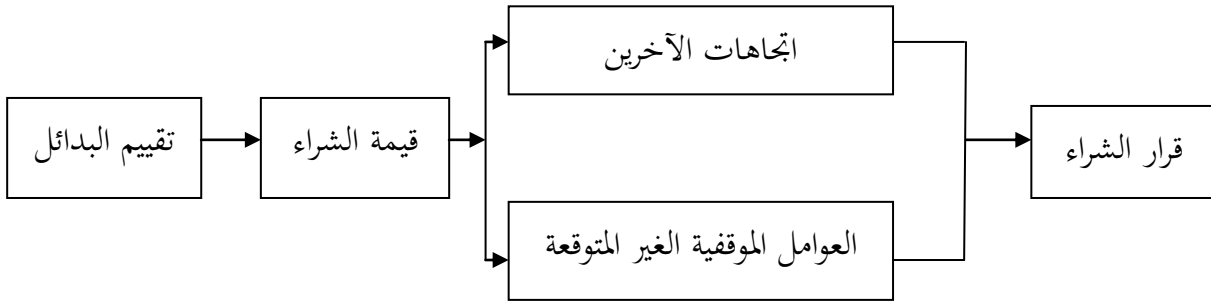 تقييم البدائل
قيمة الشراء
اتجاهات الآخرين
العوامل الموقفية الغير المتوقعة
قرار الشراء